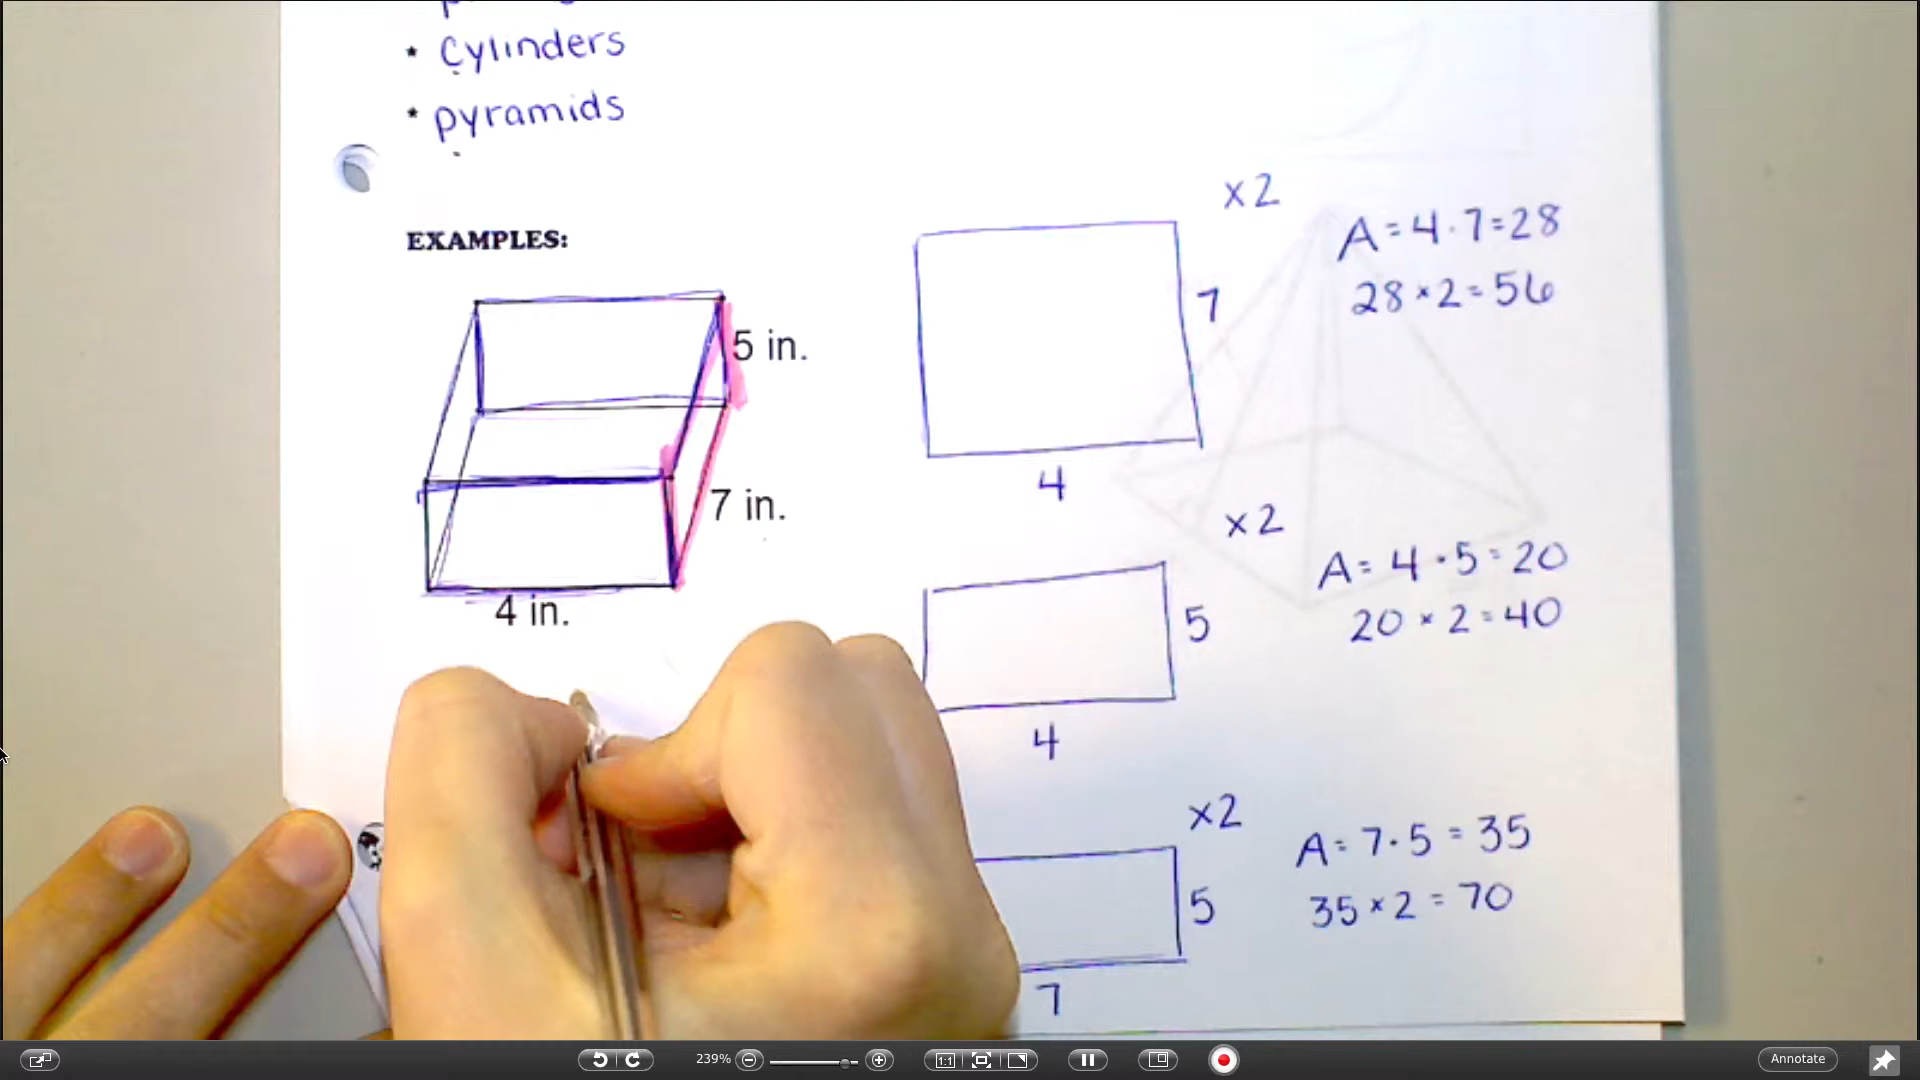 * Cylinders
* pyramids
EXAMPLES:
5 in.
7 in.
4 in.
x2
7
4
A = 4 · 7 = 28
28 × 2 = 56
x2
5
4
A = 4 · 5 = 20
20 × 2 = 40
x2
5
7
A = 7 · 5 = 35
35 × 2 = 70
239%
1:1
Annotate